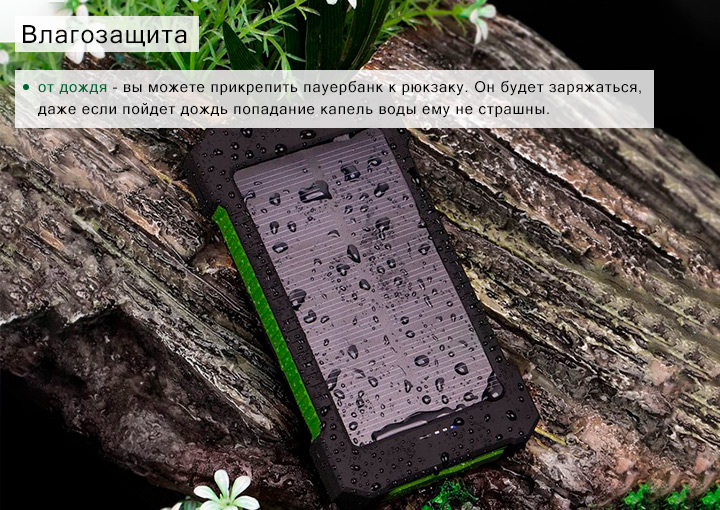 Влагозащита
от дождя - вы можете прикрепить пауербанк к рюкзаку. Он будет заряжаться,
даже если пойдет дождь попадание капель воды ему не страшны.